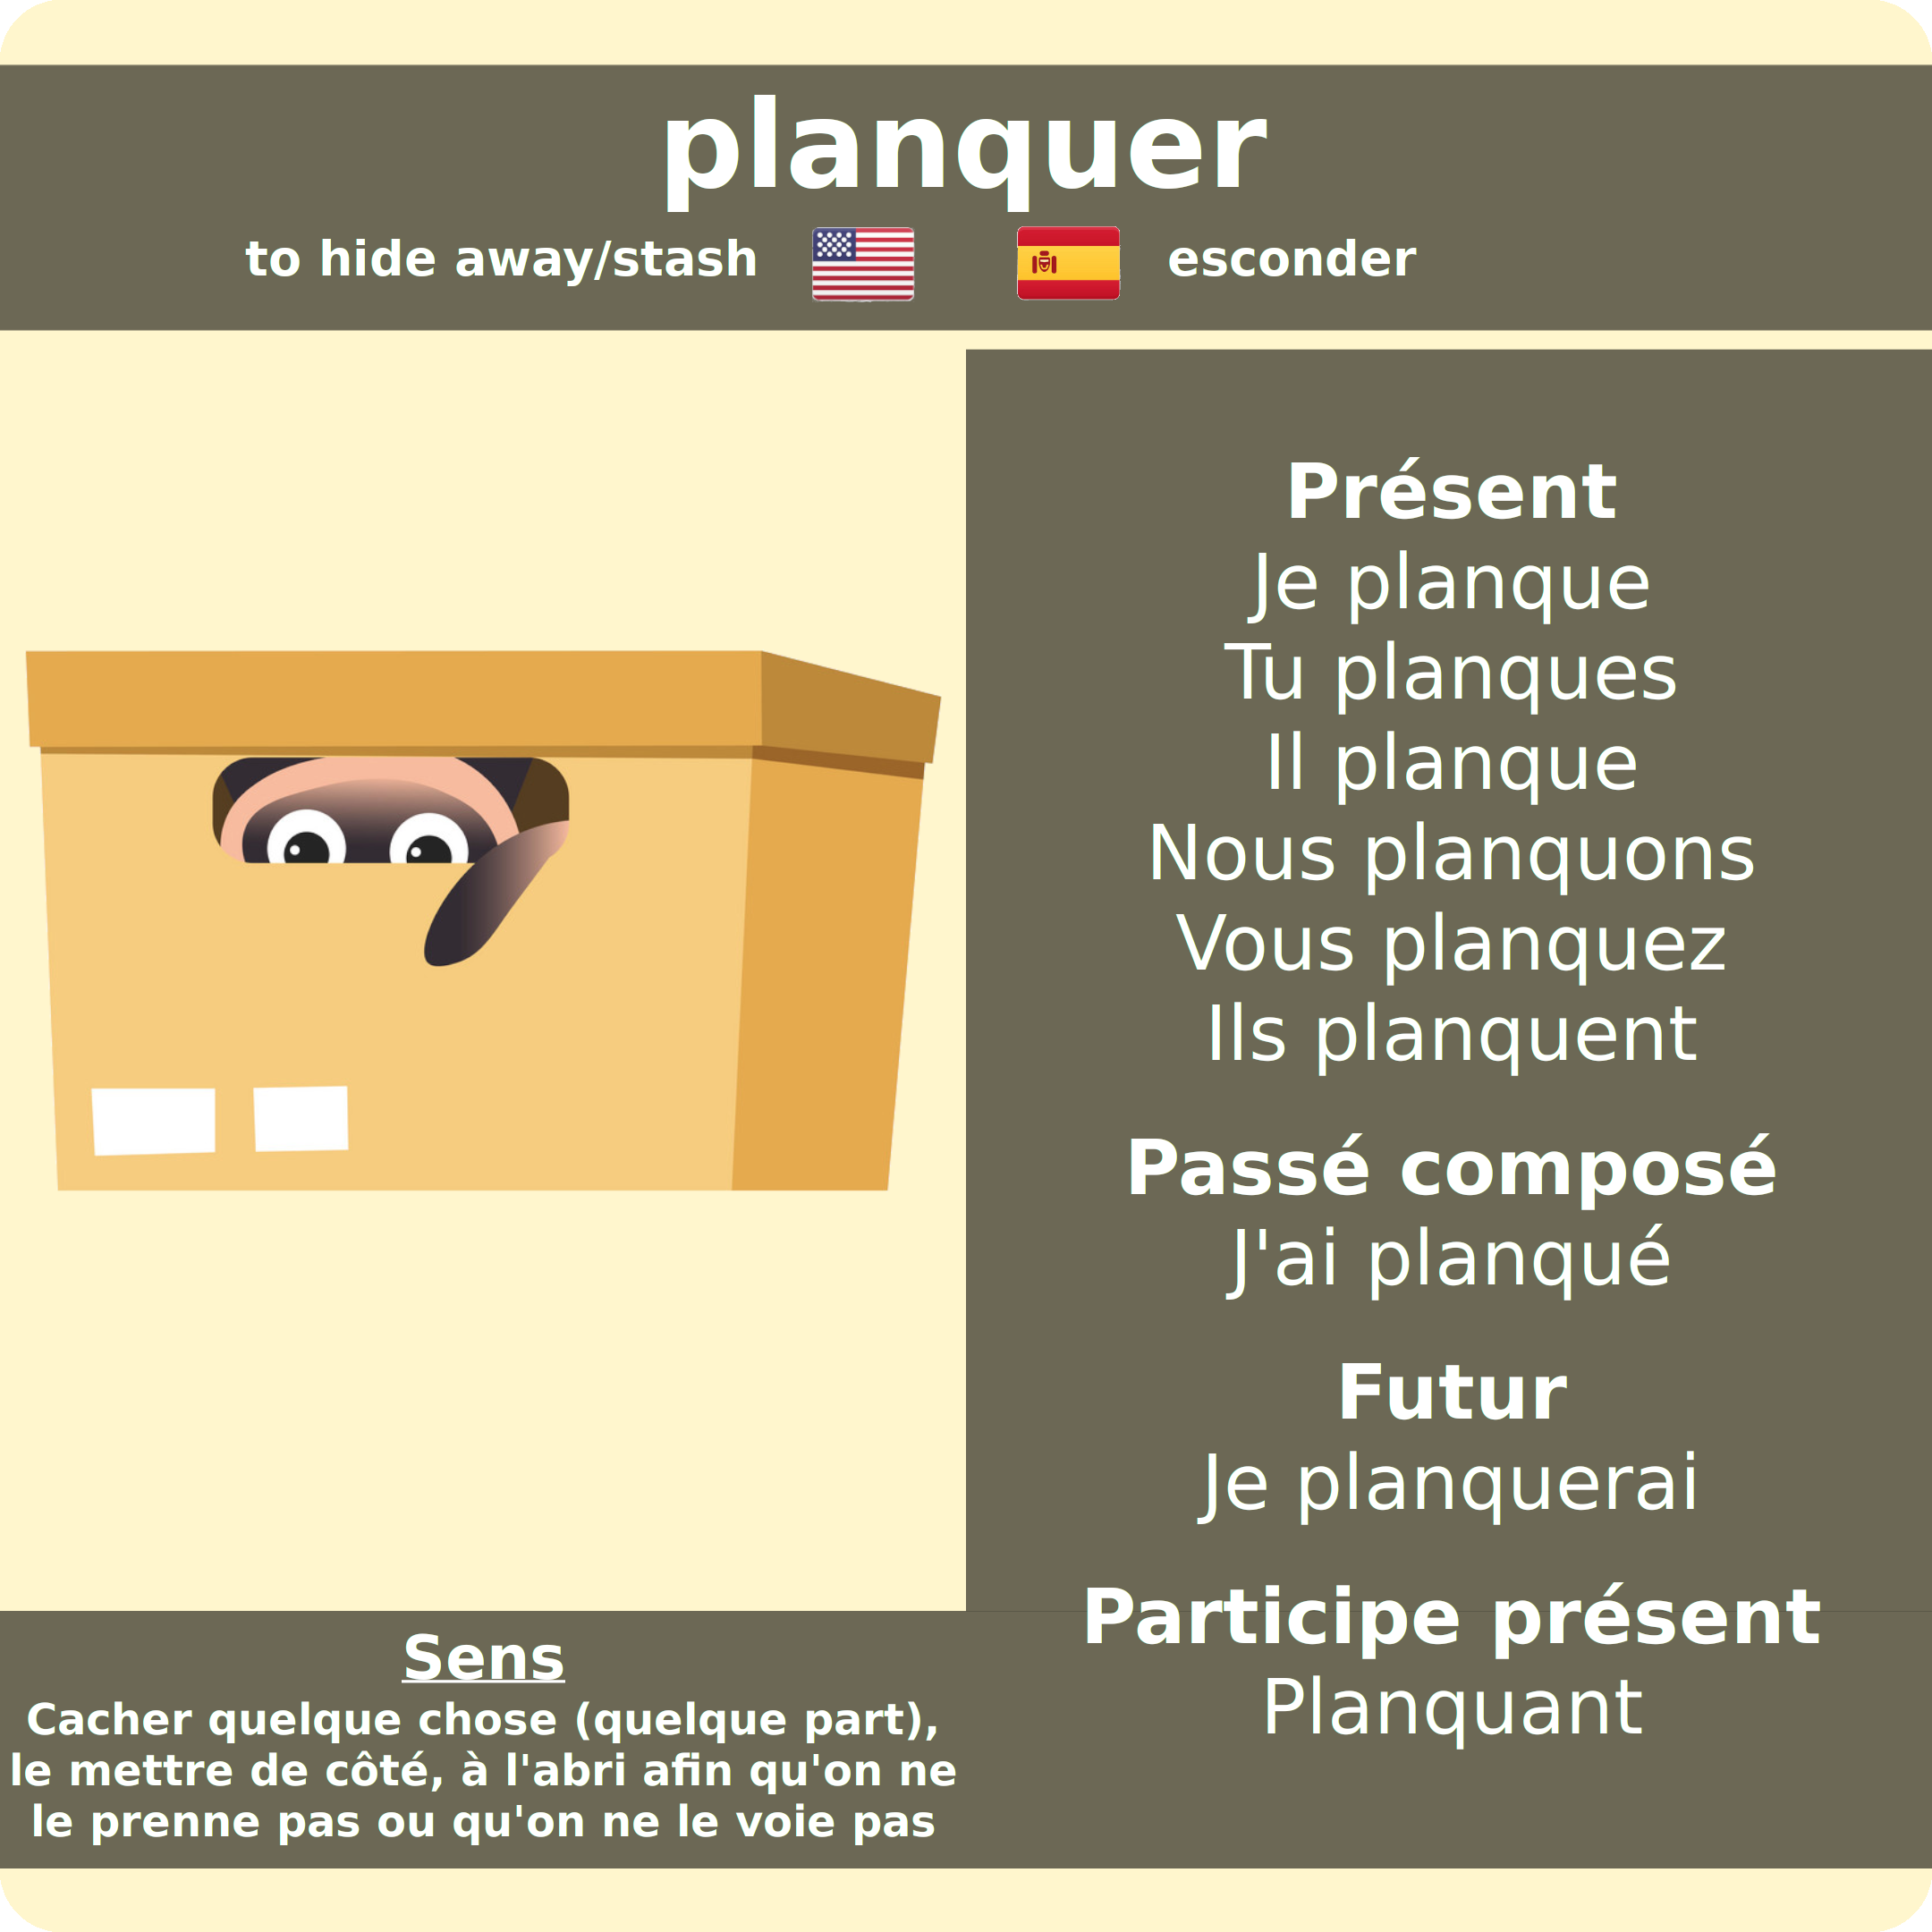 planquer
to hide away/stash
esconder
Présent
Je planque
Tu planques
Il planque
Nous planquons
Vous planquez
Ils planquent
Passé composé
J'ai planqué
Futur
Je planquerai
Participe présent
Planquant
Sens
Cacher quelque chose (quelque part),
le mettre de côté, à l'abri afin qu'on ne
le prenne pas ou qu'on ne le voie pas